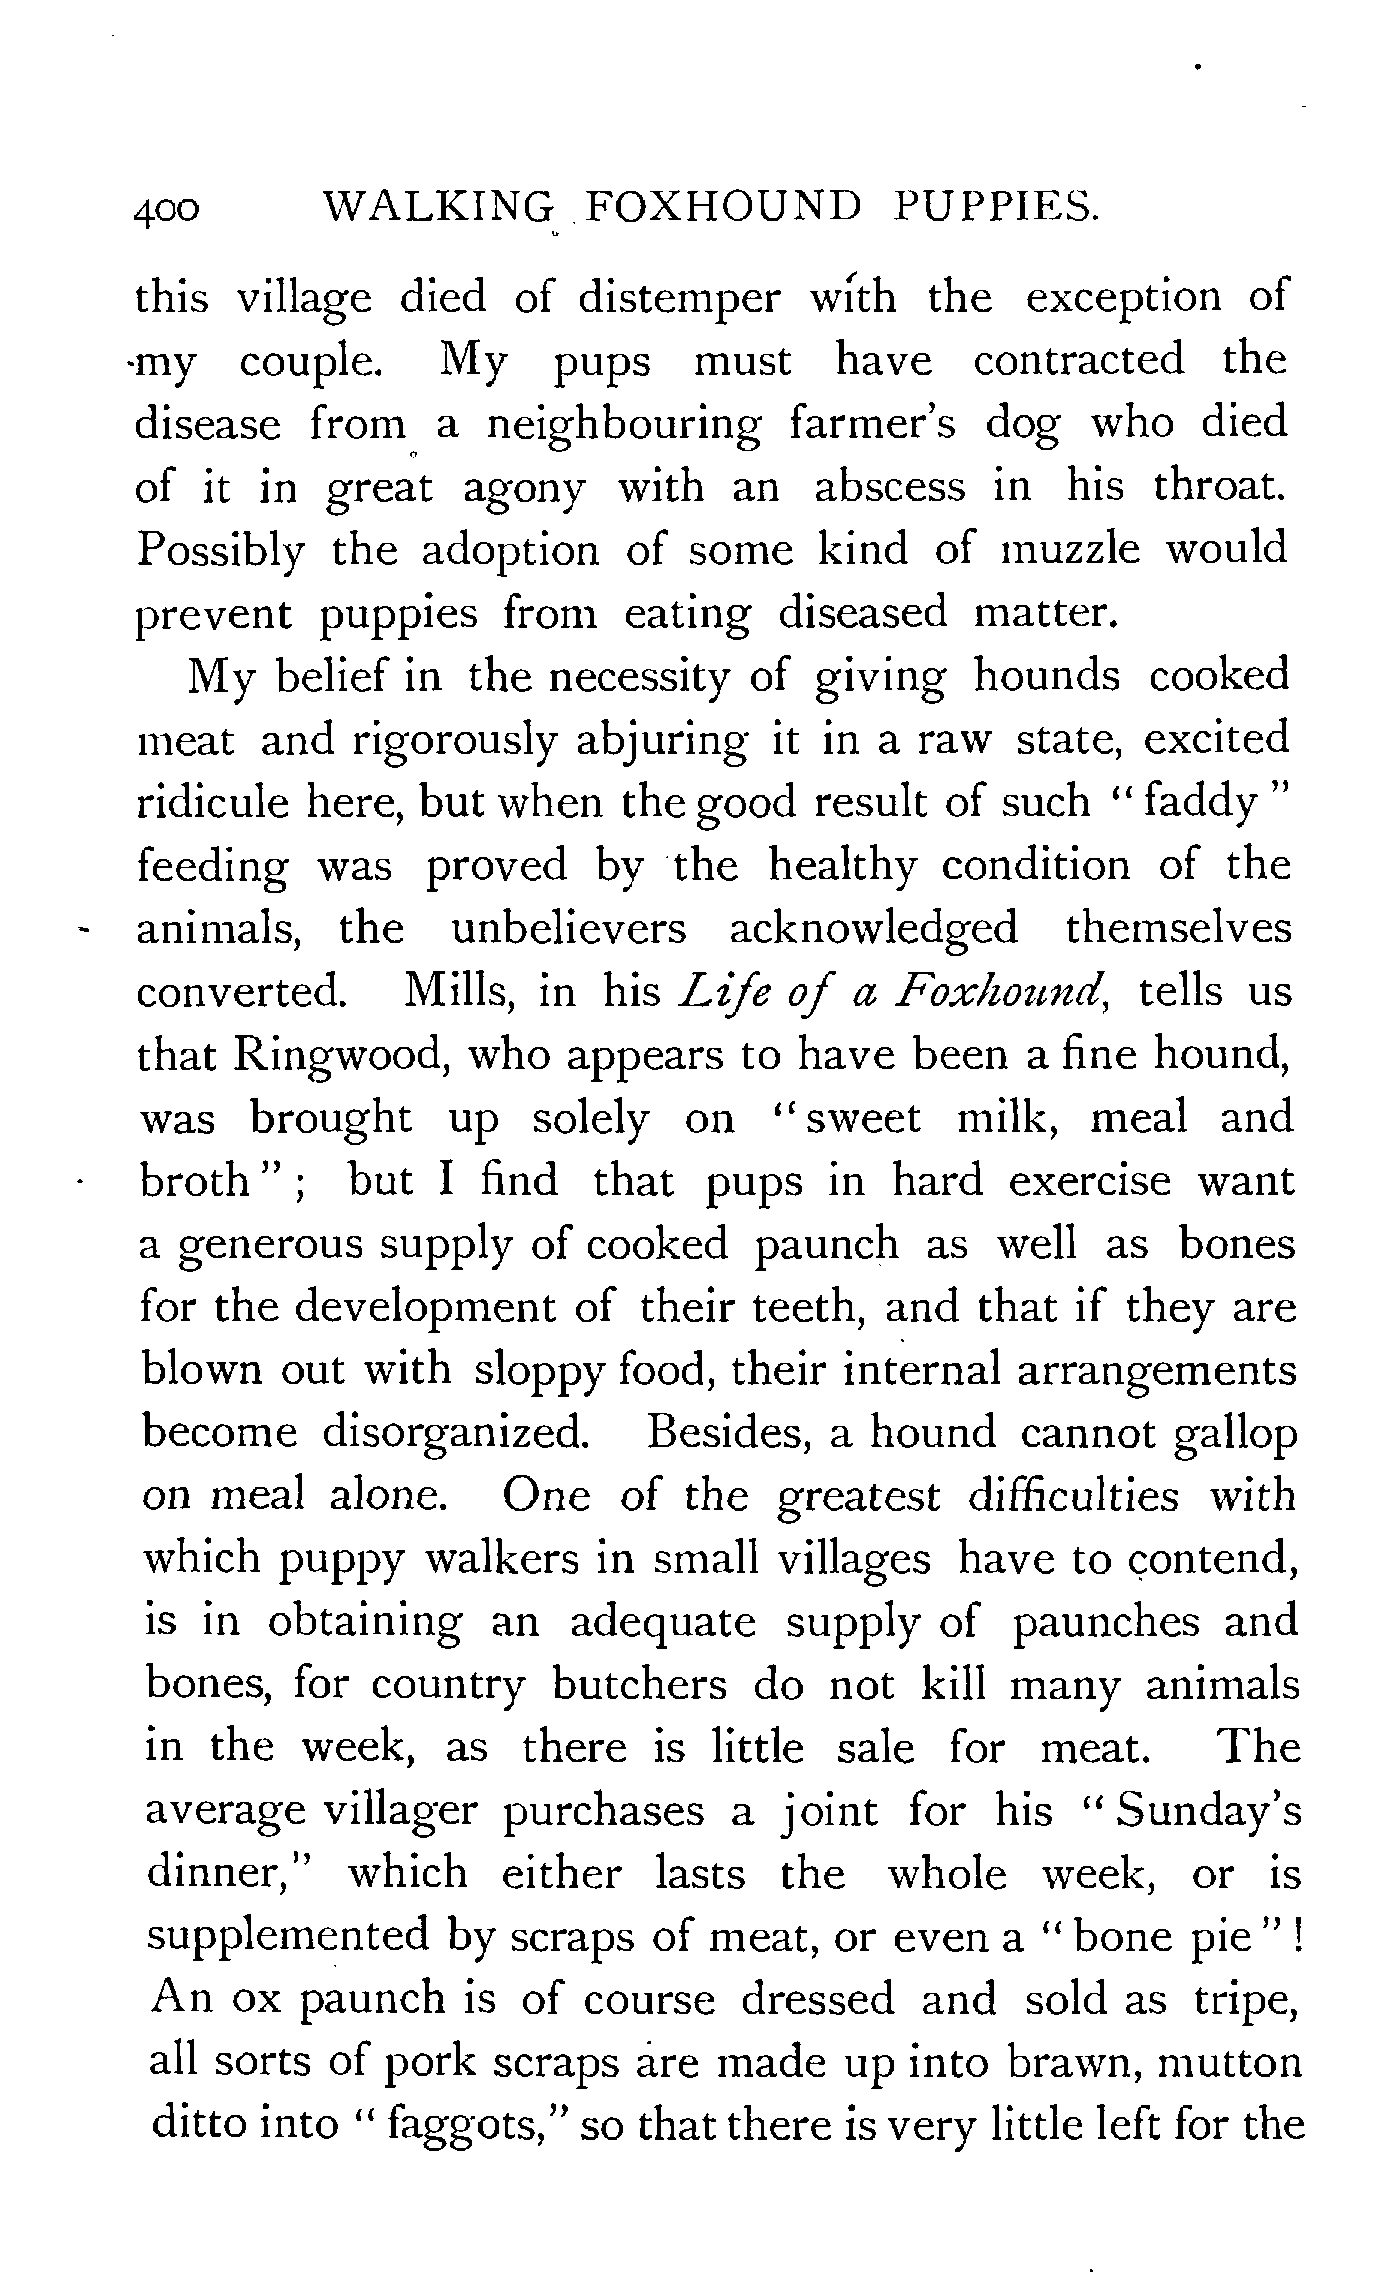 400 WALKING FOXHOUND PUPPIES.
this village died of distemper with the exception of
my couple. My pups must have contracted the
disease from a neighbouring farmer's dog who died
of it in great agony with an abscess in his throat.
Possibly the adoption of some kind of muzzle would
prevent puppies from eating diseased matter.
My belief in the necessity of giving hounds cooked
meat and rigorously abjuring it in a raw state, excited
ridicule here, but when the good result of such "faddy"
feeding was proved by the healthy condition of the
animals, the unbelievers acknowledged themselves
converted. Mills, in his Life of a Foxhound, tells us
that Ringwood, who appears to have been a fine hound,
was brought up solely on "sweet milk, meal and
broth"; but I find that pups in hard exercise want
a generous supply of cooked paunch as well as bones
for the development of their teeth, and that if they are
blown out with sloppy food, their internal arrangements
become disorganized. Besides, a hound cannot gallop
on meal alone. One of the greatest difficulties with
which puppy walkers in small villages have to contend,
is in obtaining an adequate supply of paunches and
bones, for country butchers do not kill many animals
in the week, as there is little sale for meat. The
average villager purchases a joint for his "Sunday's
dinner," which either lasts the whole week, or is
supplemented by scraps of meat, or even a "bone pie"!
An ox paunch is of course dressed and sold as tripe,
all sorts of pork scraps are made up into brawn, mutton
ditto into "faggots," so that there is very little left for the